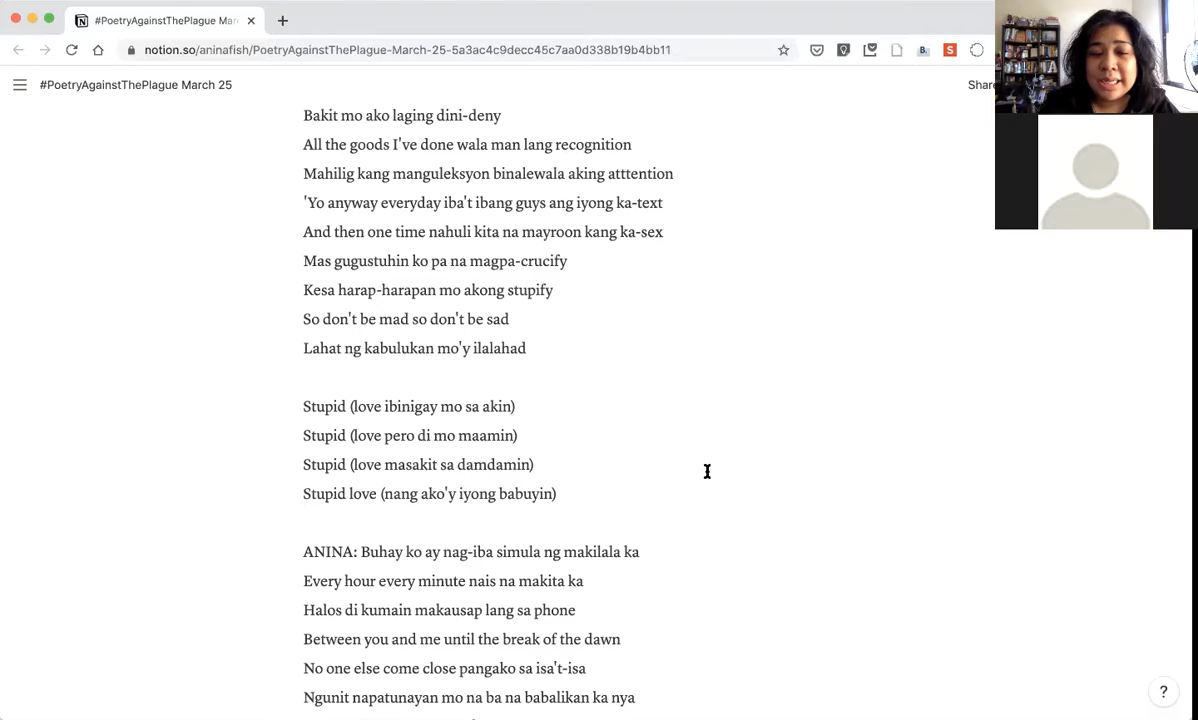 #PoetryAgainstThePlague Mar
notion.so/aninafish/PoetryAgainstThePlague-March-25-5a3ac4c9decc45c7aa0d338b19b4bb11
#PoetryAgainstThePlague March 25
Share
Bakit mo ako laging dini-deny
All the goods I've done wala man lang recognition
Mahilig kang manguleksyon binalewala aking atttention
'Yo anyway everyday iba't ibang guys ang iyong ka-text
And then one time nahuli kita na mayroon kang ka-sex
Mas gugustuhin ko pa na magpa-crucify
Kesa harap-harapan mo akong stupify
So don't be mad so don't be sad
Lahat ng kabulukan mo'y ilalahad
Stupid (love ibinigay mo sa akin)
Stupid (love pero di mo maamin)
Stupid (love masakit sa damdamin)
Stupid love (nang ako'y iyong babuyin)
ANINA: Buhay ko ay nag-iba simula ng makilala ka
Every hour every minute nais na makita ka
Halos di kumain makausap lang sa phone
Between you and me until the break of the dawn
No one else come close pangako sa isa't-isa
Ngunit napatunayan mo na ba na babalikan ka nya
?